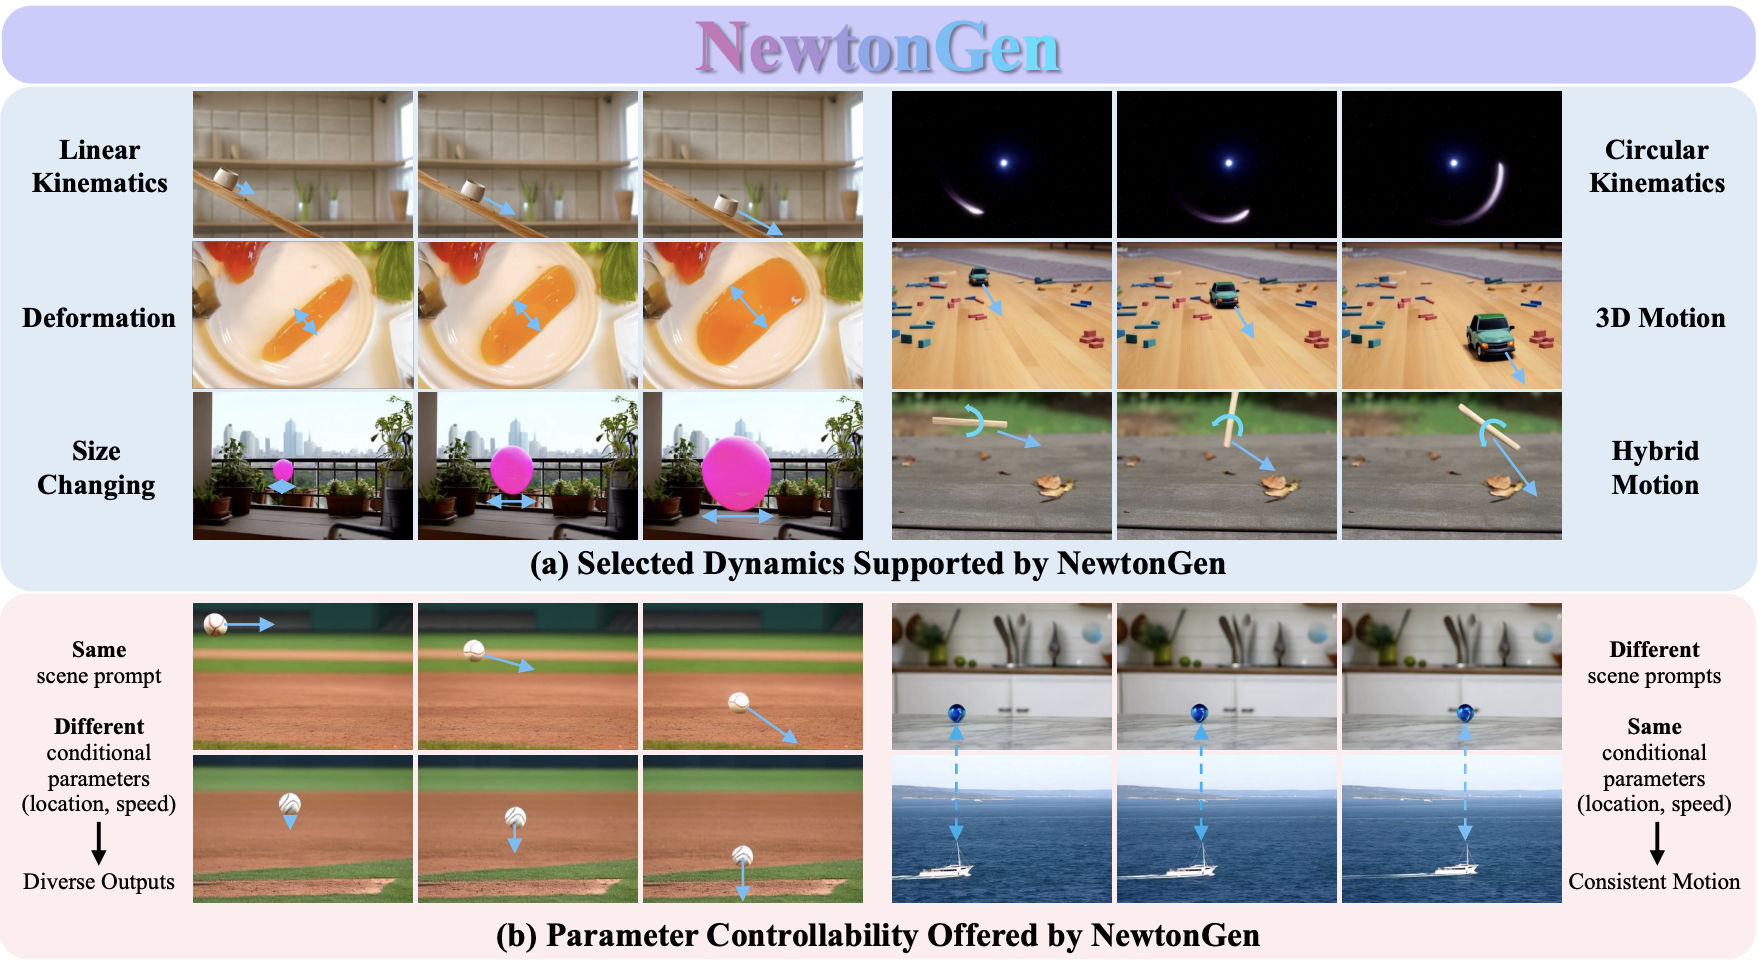 NewtonGen
Linear
Kinematics
Circular
Kinematics
Deformation
3D Motion
Size
Changing
Hybrid
Motion
(a) Selected Dynamics Supported by NewtonGen
Same
scene prompt
Different
conditional
parameters
(location, speed)
Diverse Outputs
Different
scene prompts
Same
conditional
parameters
(location, speed)
Consistent Motion
(b) Parameter Controllability Offered by NewtonGen